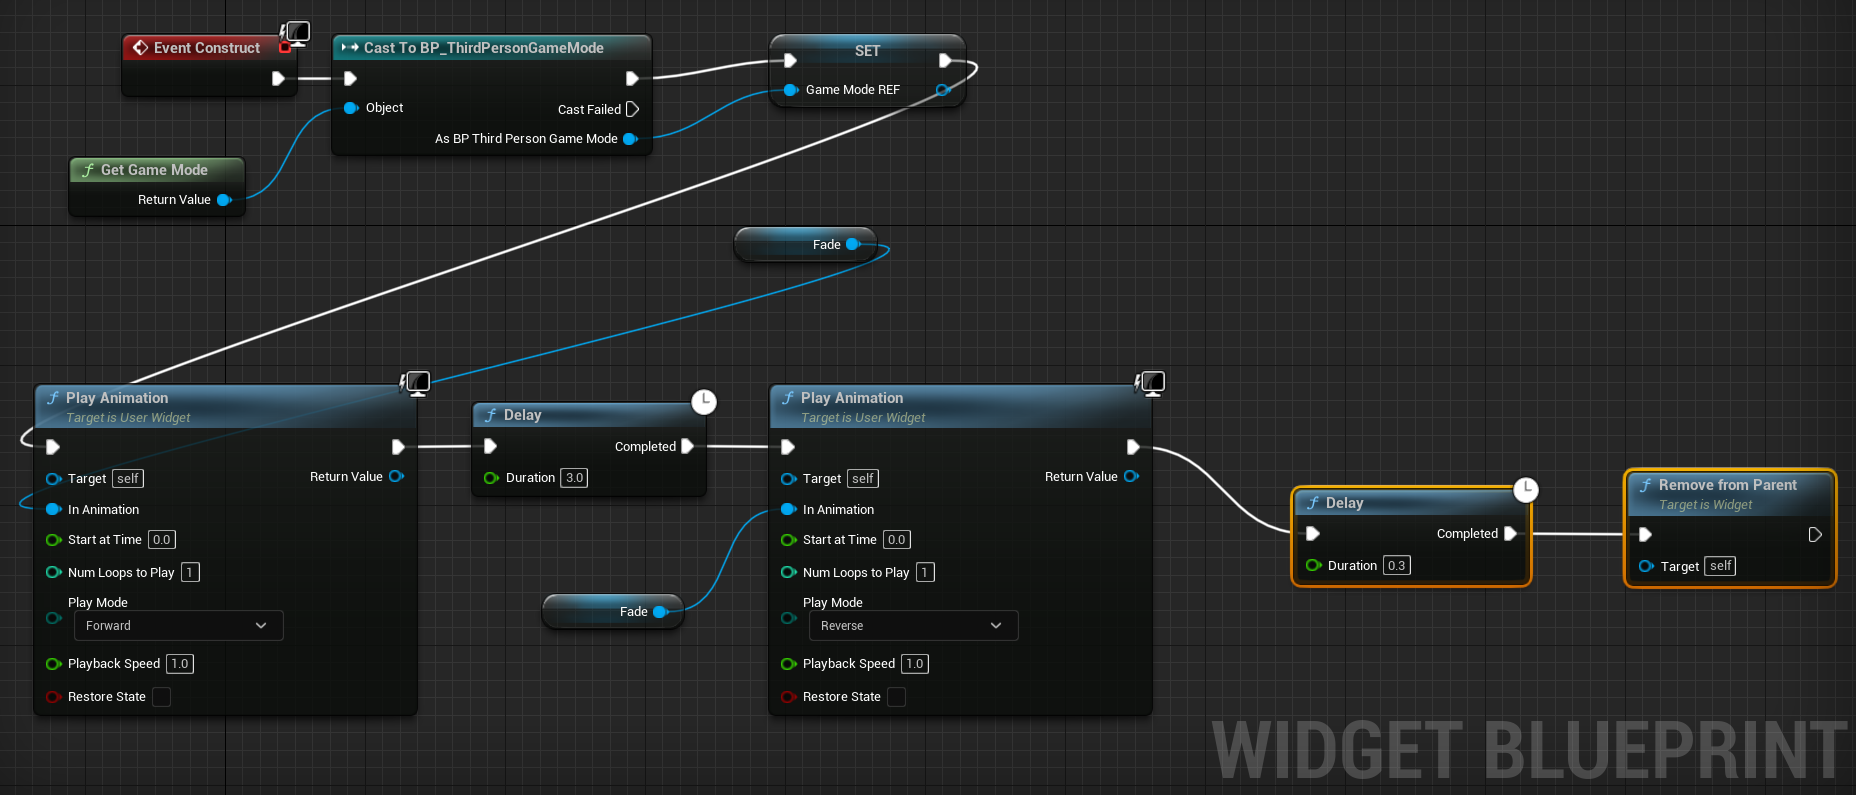 Event Construct
Cast To BP_ThirdPersonGameMode
Object
Cast Failed
As BP Third Person Game Mode
SET
Game Mode REF
Get Game Mode
Return Value
Fade
Play Animation
Target is User Widget
Target self
Return Value
In Animation
Start at Time 0.0
Num Loops to Play 1
Play Mode
Forward
Playback Speed 1.0
Restore State
Delay
Completed
Duration 3.0
Fade
Play Animation
Target is User Widget
Target self
Return Value
In Animation
Start at Time 0.0
Num Loops to Play 1
Play Mode
Reverse
Playback Speed 1.0
Restore State
Delay
Completed
Duration 0.3
Remove from Parent
Target is Widget
Target self
WIDGET BLUEPRINT